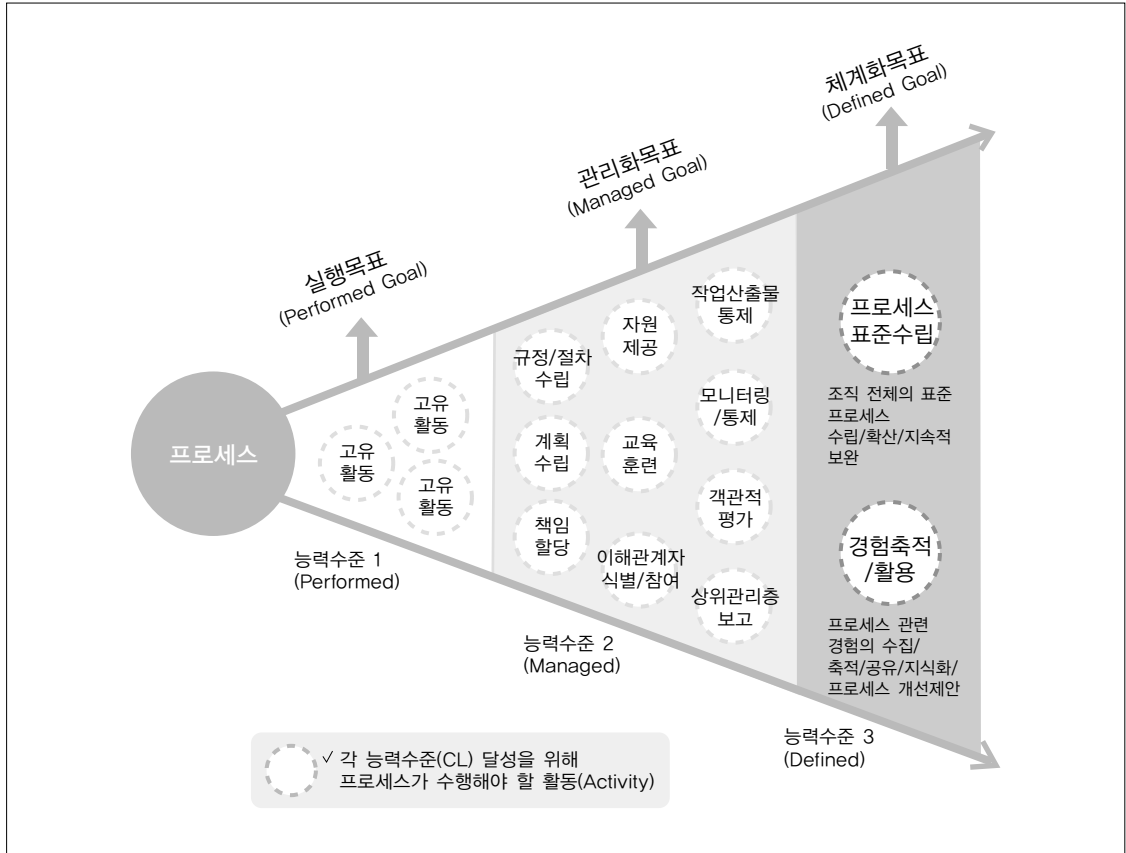 체계화목표
(Defined Goal)
관리화목표
(Managed Goal)
실행목표
(Performed Goal)
프로세스
고유
활동
고유
활동
고유
활동
규정/절차
수립
계획
수립
책임
할당
자원
제공
교육
훈련
이해관계자
식별/참여
작업산출물
통제
모니터링
/통제
객관적
평가
상위관리층
보고
프로세스
표준수립
조직 전체의 표준
프로세스
수립/확산/지속적
보완
경험축적
/활용
프로세스 관련
경험의 수집/
축적/공유/지식화/
프로세스 개선제안
능력수준 1
(Performed)
능력수준 2
(Managed)
능력수준 3
(Defined)
✓ 각 능력수준(CL) 달성을 위해
프로세스가 수행해야 할 활동(Activity)